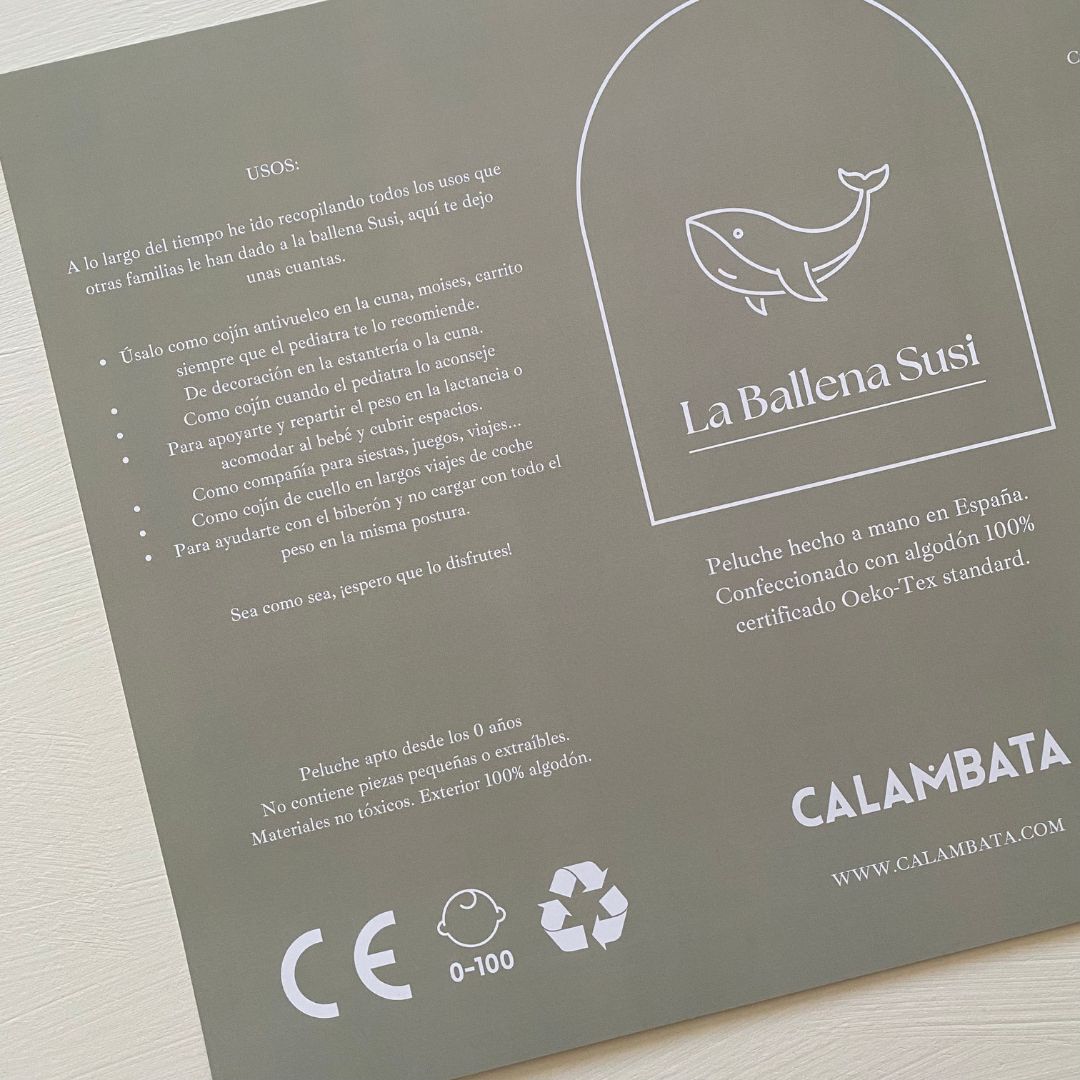 USOS:
A lo largo del tiempo he ido recopilando todos los usos que
otras familias le han dado a la ballena Susi, aquí te dejo
unas cuantas.
• Úsalo como cojín antivuelco en la cuna, moises, carrito
siempre que el pediatra te lo recomiende.
• De decoración en la estantería o la cuna.
• Como cojín cuando el pediatra lo aconseje
• Para apoyarte y repartir el peso en la lactancia o
acomodar al bebé y cubrir espacios.
• Como compañía para siestas, juegos, viajes...
• Como cojín de cuello en largos viajes de coche
• Para ayudarte con el biberón y no cargar con todo el
peso en la misma postura.
Sea como sea, ¡espero que lo disfrutes!
Peluche apto desde los 0 años
No contiene piezas pequeñas o extraíbles.
Materiales no tóxicos. Exterior 100% algodón.
CE
0-100
La Ballena Susi
Peluche hecho a mano en España.
Confeccionado con algodón 100%
certificado Oeko-Tex standard.
CALAMBATA
WWW.CALAMBATA.COM